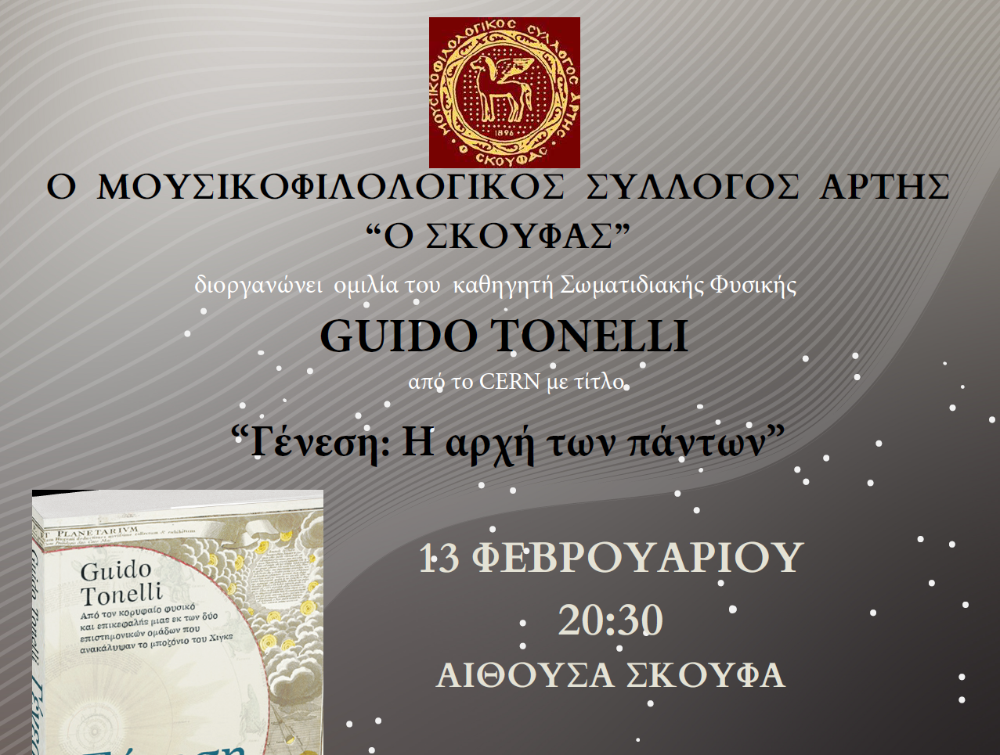 ΜΟΥΣΙΚΟΦΙΛΟΛΟΓΙΚΟΣ ΣΥΛΛΟΓΟΣ ΑΡΤΗΣ
Ο ΣΚΟΥΦΑΣ
1896
Ο ΜΟΥΣΙΚΟΦΙΛΟΛΟΓΙΚΟΣ ΣΥΛΛΟΓΟΣ ΑΡΤΗΣ
“Ο ΣΚΟΥΦΑΣ”
διοργανώνει ομιλία του καθηγητή Σωματιδιακής Φυσικής
GUIDO TONELLI
από το CERN με τίτλο
“Γένεση: Η αρχή των πάντων”
13 ΦΕΒΡΟΥΑΡΙΟΥ
20:30
ΑΙΘΟΥΣΑ ΣΚΟΥΦΑ
PLANETARIVM
Guido
Tonelli
Από τον κορυφαίο φυσικό
και επικεφαλής μιας εκ των δύο
επιστημονικών ομάδων που
ανακάλυψαν το μποζόνιο του Χιγκς
Guido Tonelli